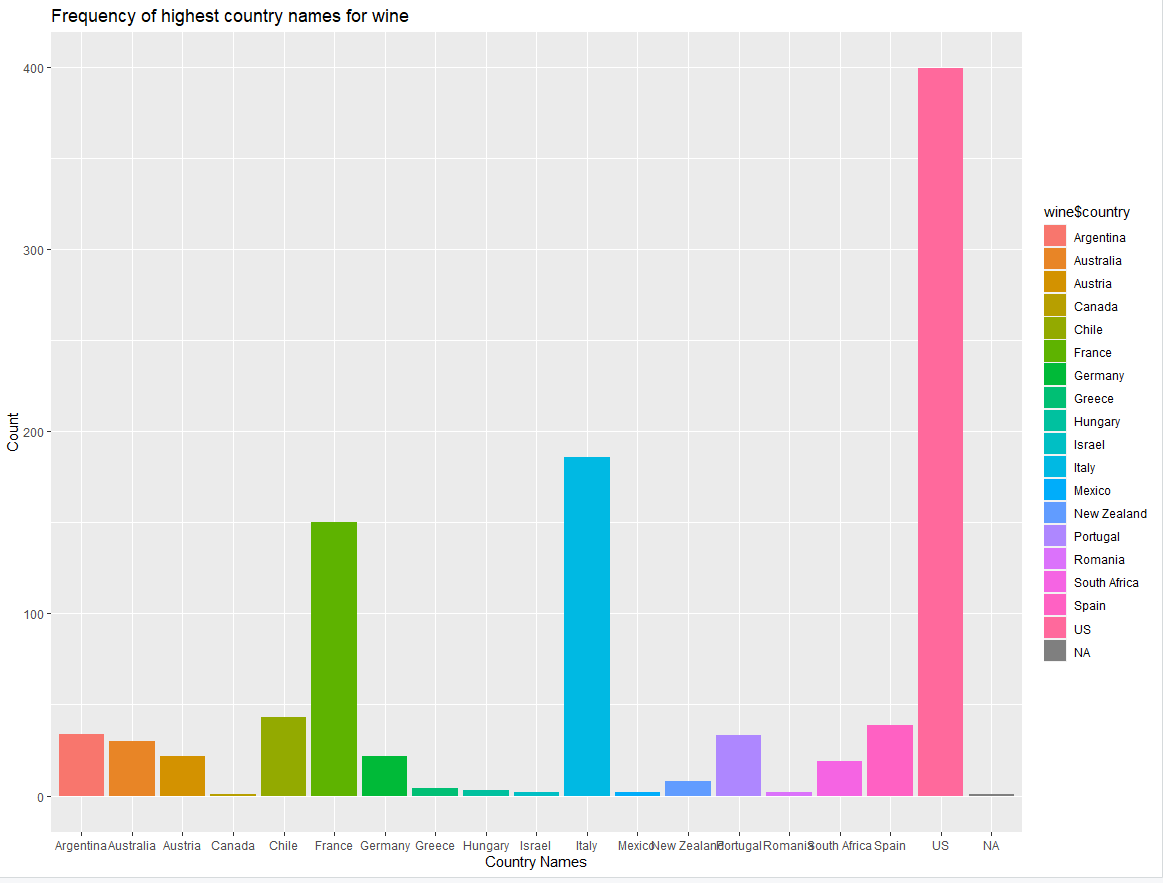 Frequency of highest country names for wine
400
300
200
100
0
Count
Argentina Australia Austria Canada Chile France Germany Greece Hungary Israel Italy Mexico New Zealand Portugal Romania South Africa Spain US NA
Country Names
wine$country
Argentina
Australia
Austria
Canada
Chile
France
Germany
Greece
Hungary
Israel
Italy
Mexico
New Zealand
Portugal
Romania
South Africa
Spain
US
NA